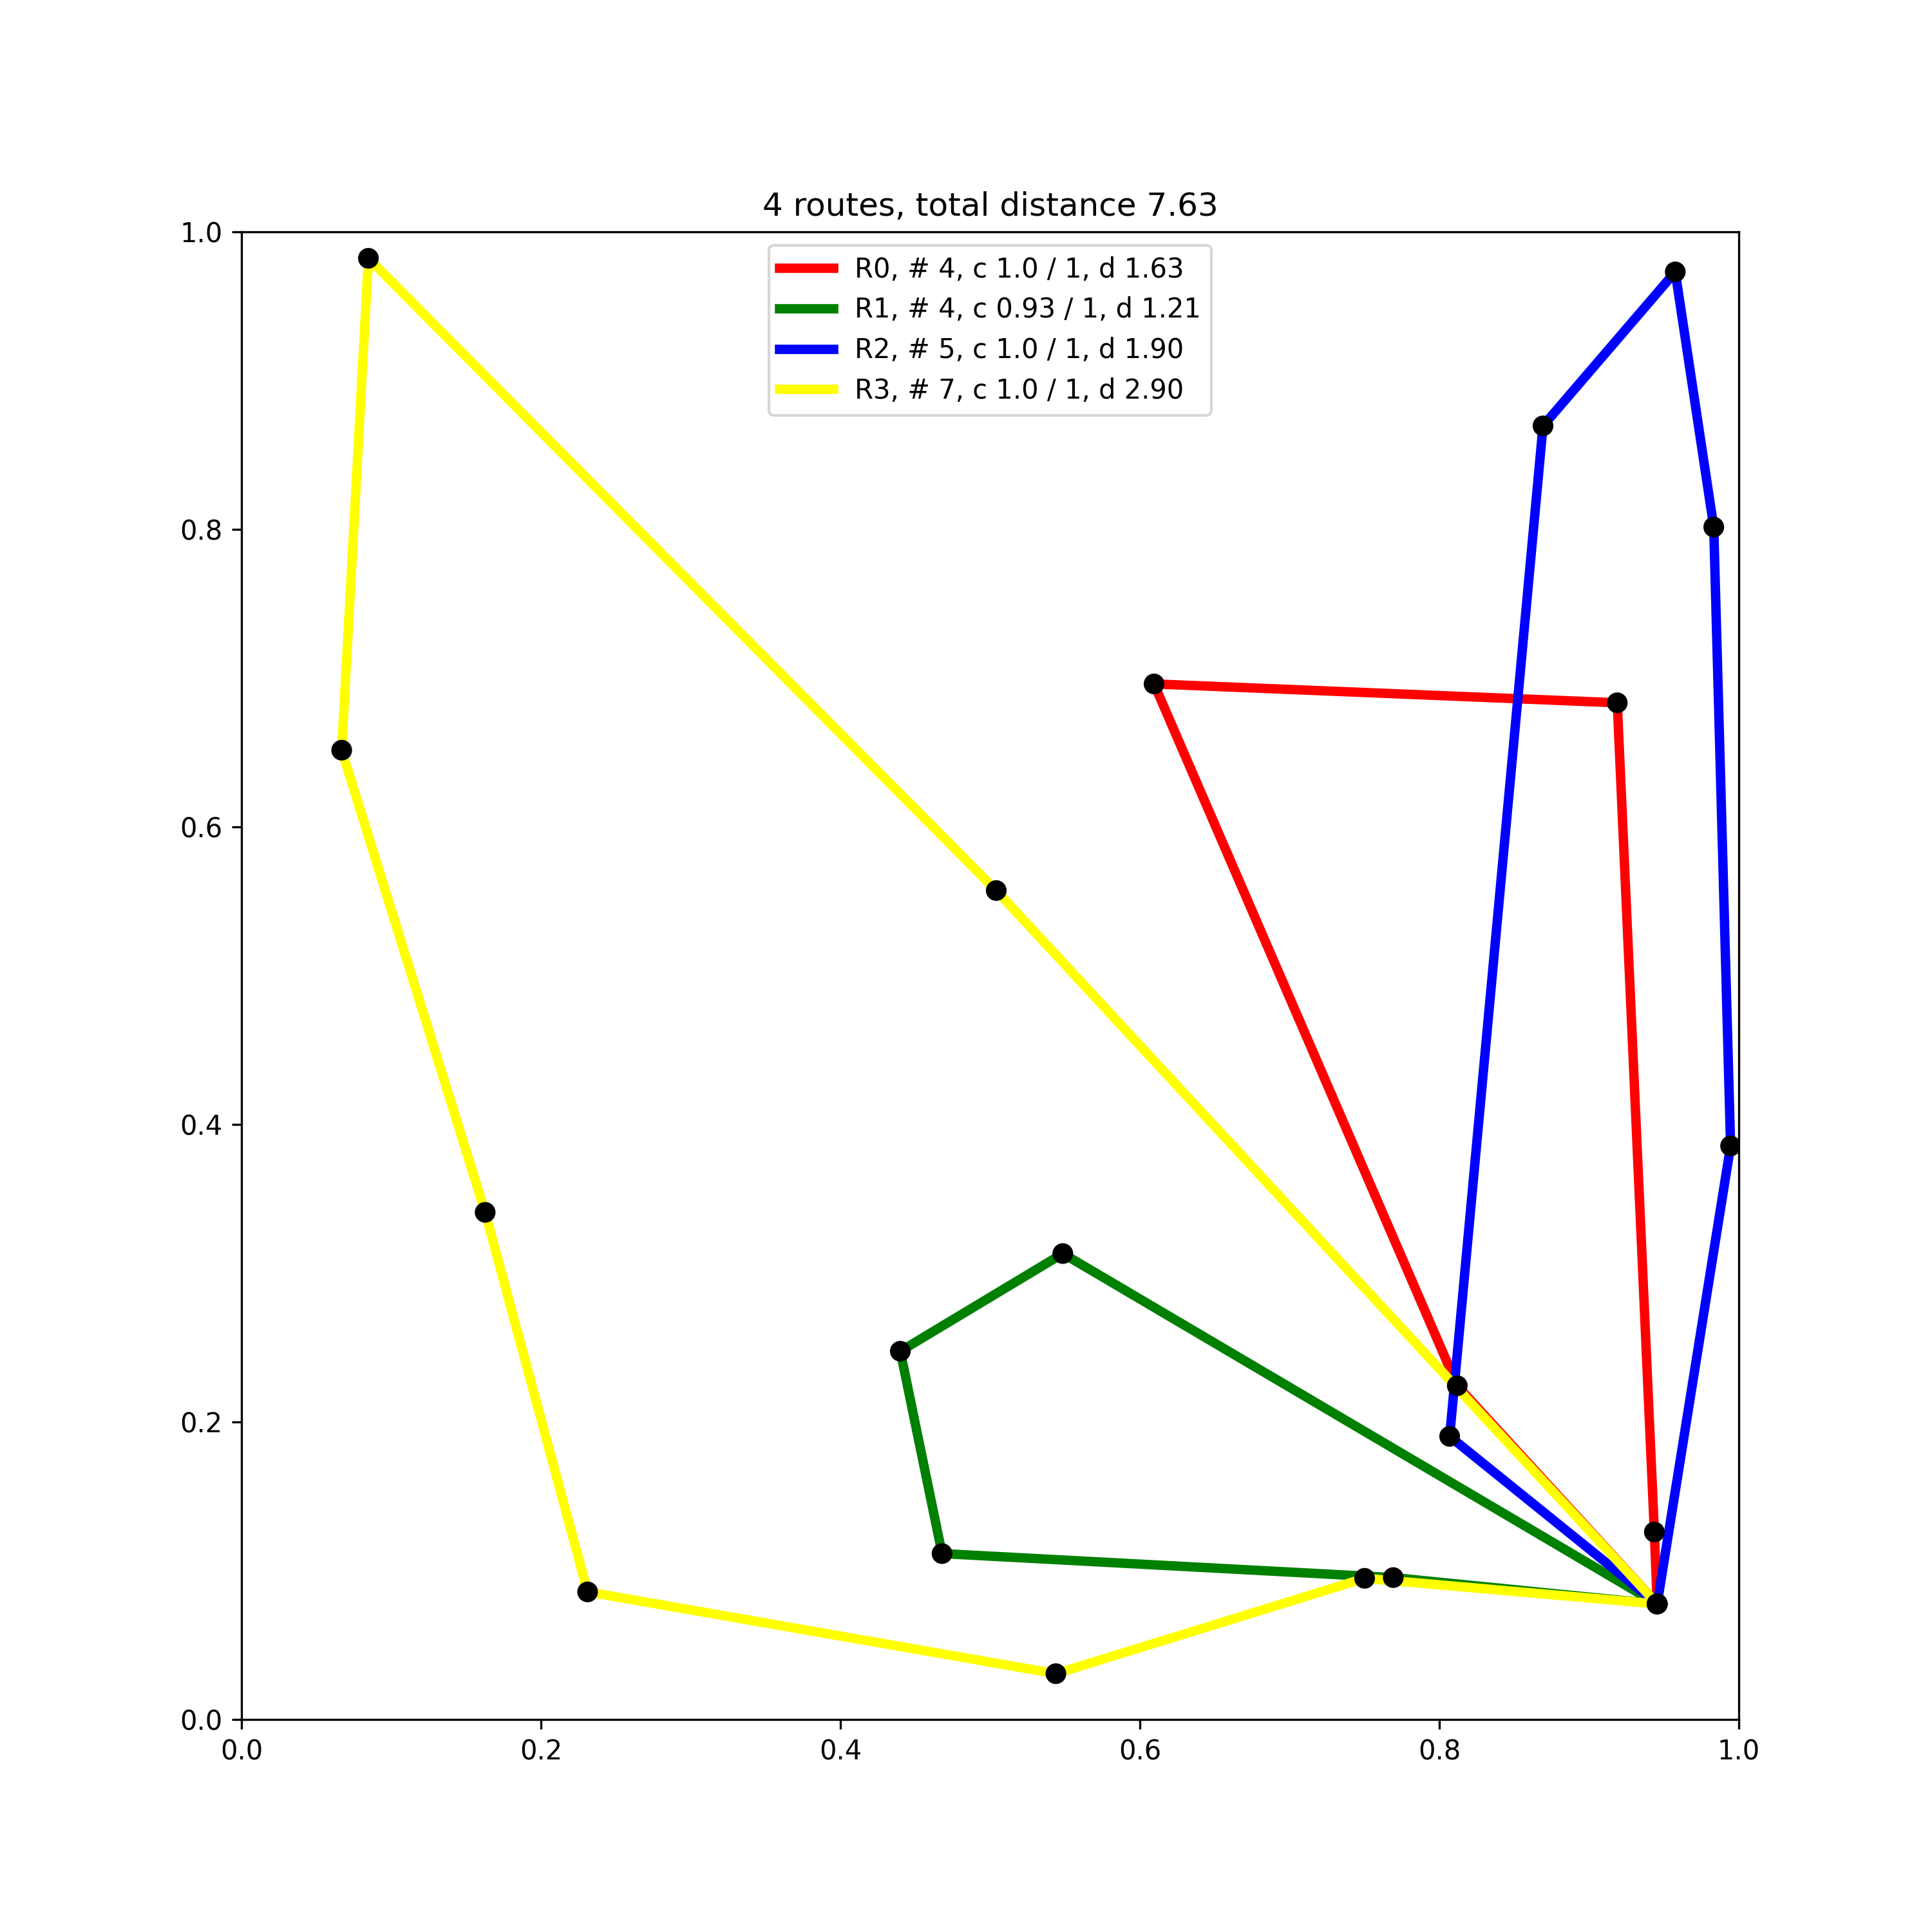 4 routes, total distance 7.63
1.0
R0, # 4, c 1.0 / 1, d 1.63
R1, # 4, c 0.93 / 1, d 1.21
R2, # 5, c 1.0 / 1, d 1.90
R3, # 7, c 1.0 / 1, d 2.90
0.8
0.6
0.4
0.2
0.0
0.0 0.2 0.4 0.6 0.8 1.0